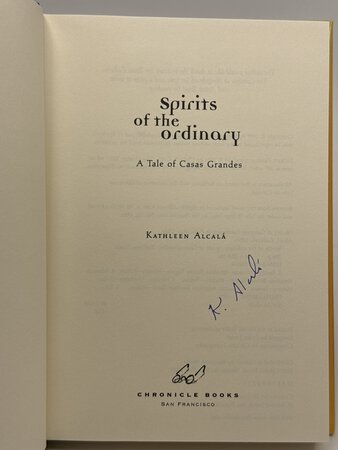 spirits
of the
ordinary
A Tale of Casas Grandes
Kathleen Alcalá
K. Alcalá
CHRONICLE BOOKS
San Francisco